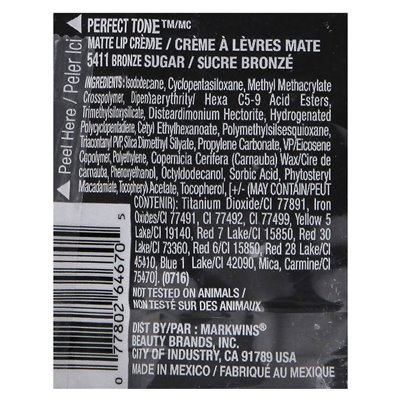 PERFECT TONE™/MC
MATTE LIP CRÈME / CRÈME À LÈVRES MATE
5411 BRONZE SUGAR / SUCRE BRONZÉ
INGREDIENTS: Isododecane, Cyclopentasiloxane, Methyl Methacrylate
Crosspolymer, Dipentaerythrityl Hexa C5-9 Acid Esters,
Trimethylsiloxysilicate, Disteardimonium Hectorite, Hydrogenated
Polycyclopentadiene, Cetyl Ethylhexanoate, Polymethylsilsesquioxane,
Triacontanyl PVP, Silica Dimethyl Silylate, Propylene Carbonate, VP/Eicosene
Copolymer, Polyethylene, Copernicia Cerifera (Carnauba) Wax/Cire de
carnauba, Phenoxyethanol, Octyldodecanol, Sorbic Acid, Phytosteryl
Macadamiate, Tocopheryl Acetate, Tocopherol, [+/- (MAY CONTAIN/PEUT
CONTENIR): Titanium Dioxide/CI 77891, Iron
Oxides/CI 77491, CI 77492, CI 77499, Yellow 5
Lake/CI 19140, Red 7 Lake/CI 15850, Red 30
Lake/CI 73360, Red 6/CI 15850, Red 28 Lake/CI
45410, Blue 1 Lake/CI 42090, Mica, Carmine/CI
75470]. (0716)
NOT TESTED ON ANIMALS /
NON TESTÉ SUR DES ANIMAUX
DIST BY/PAR : MARKWINS®
BEAUTY BRANDS, INC.
CITY OF INDUSTRY, CA 91789 USA
MADE IN MEXICO / FABRIQUÉ AU MEXIQUE
Peel Here / Peler Ici
0 77802 64670 5